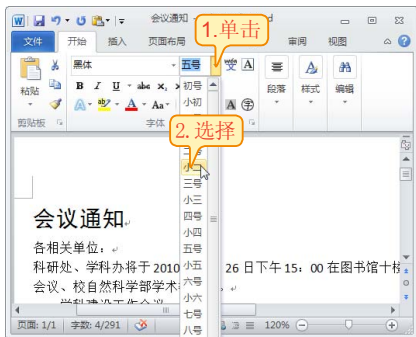 会议通知
1.单击
文件 开始 插入 页面布局 审阅 视图
黑体 五号
粘贴 段落 样式 编辑
剪贴板 字体
初号
小初
2.选择
二号
小二
三号
小三
四号
小四
五号
小五
六号
小六
七号
八号
会议通知
各相关单位：
科研处、学科办将于2010 26日下午15：00在图书馆十楼
会议、校自然科学部学术
页面: 1/1 字数: 4/291 120%